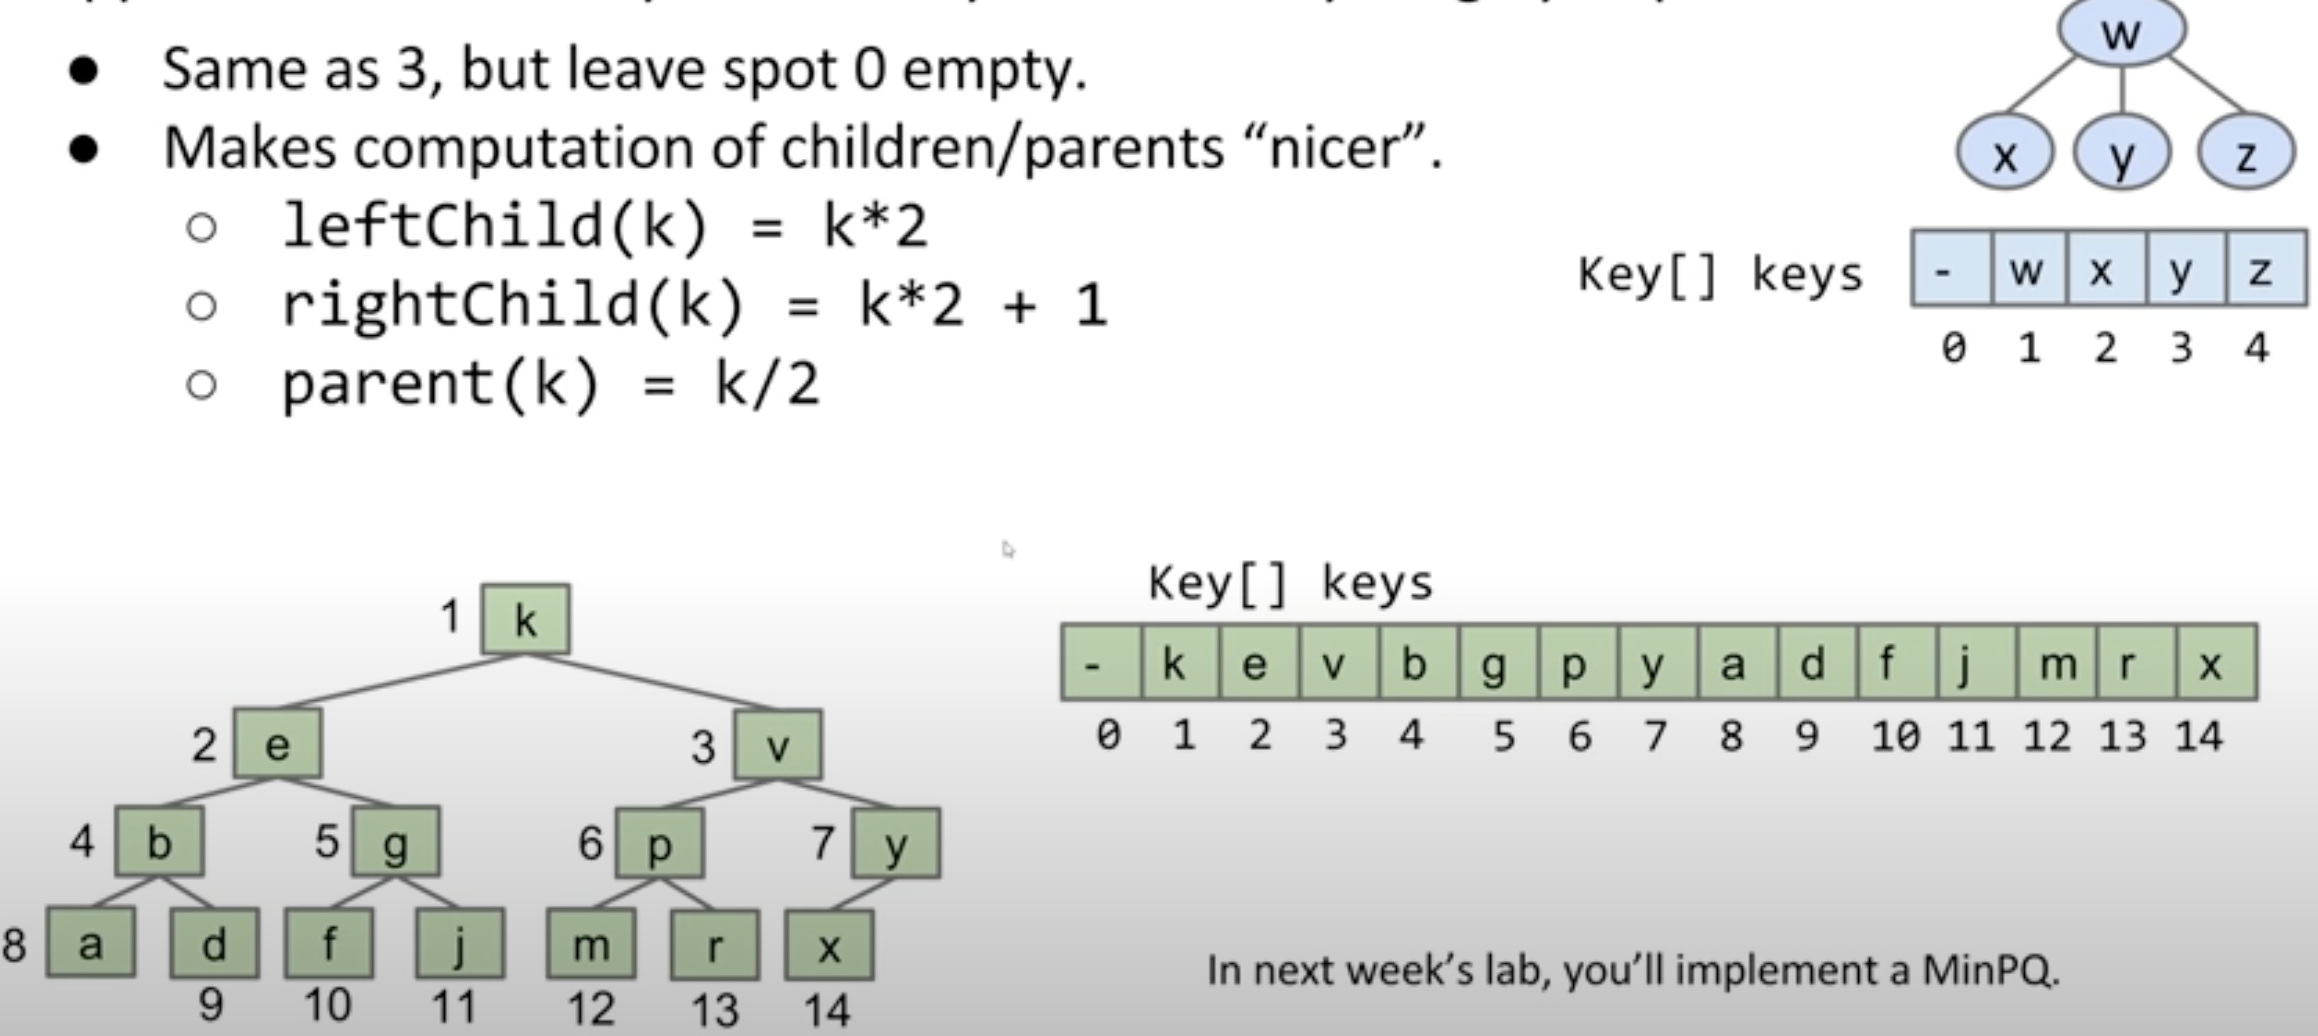 ● Same as 3, but leave spot 0 empty.
● Makes computation of children/parents “nicer”.
○ leftChild(k) = k*2
○ rightChild(k) = k*2 + 1
○ parent(k) = k/2
w
x y z
Key[] keys - w x y z
0 1 2 3 4
1 k
2 e 3 v
4 b 5 g 6 p 7 y
8 a d f j m r x
9 10 11 12 13 14
Key[] keys
- k e v b g p y a d f j m r x
0 1 2 3 4 5 6 7 8 9 10 11 12 13 14
In next week’s lab, you’ll implement a MinPQ.